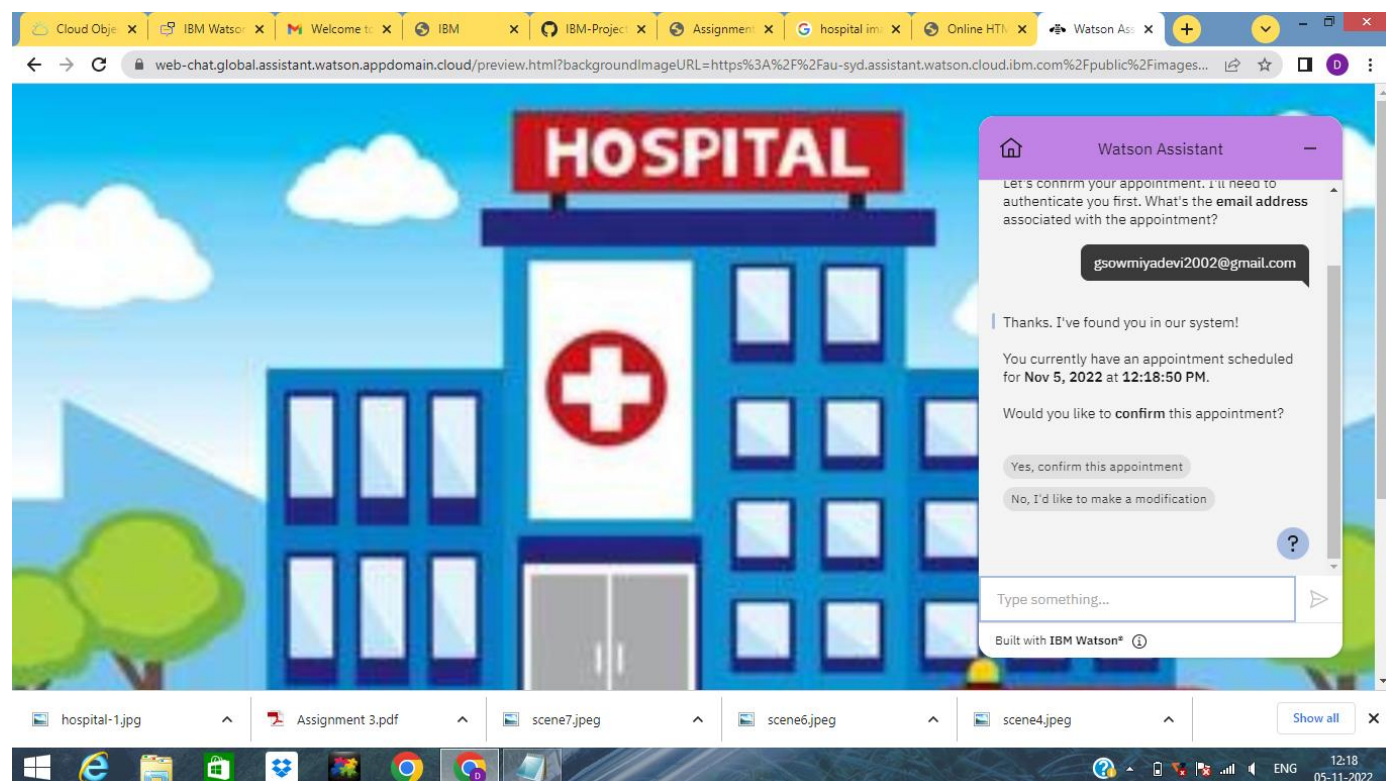 Cloud Obje
IBM Watson
Welcome to
IBM
IBM-Project
Assignment
hospital im
Online HTM
Watson Ass
web-chat.global.assistant.watson.appdomain.cloud/preview.html?backgroundImageURL=https%3A%2F%2Fau-syd.assistant.watson.cloud.ibm.com%2Fpublic%2Fimages...
D
HOSPITAL
Watson Assistant
Let's confirm your appointment. I'll need to
authenticate you first. What's the email address
associated with the appointment?
gsowmiyadevi2002@gmail.com
Thanks. I've found you in our system!
You currently have an appointment scheduled
for Nov 5, 2022 at 12:18:50 PM.
Would you like to confirm this appointment?
Yes, confirm this appointment
No, I'd like to make a modification
?
Type something...
Built with IBM Watson®
hospital-1.jpg
Assignment 3.pdf
scene7.jpeg
scene6.jpeg
scene4.jpeg
Show all
ENG
12:18
05-11-2022